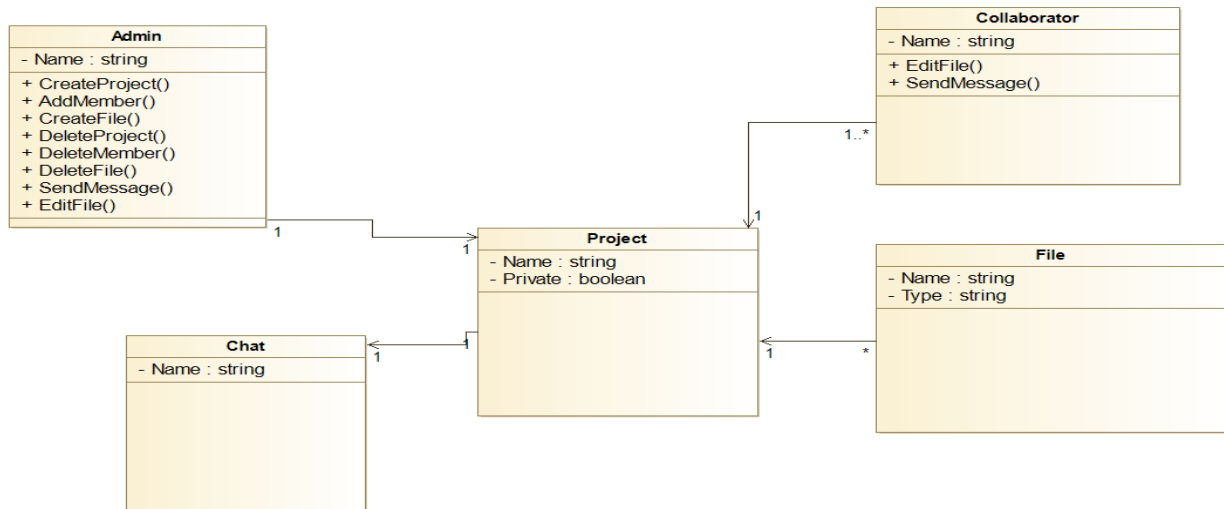 Admin
- Name : string
+ CreateProject()
+ AddMember()
+ CreateFile()
+ DeleteProject()
+ DeleteMember()
+ DeleteFile()
+ SendMessage()
+ EditFile()
1
1
Collaborator
- Name : string
+ EditFile()
+ SendMessage()
1..*
1
Project
- Name : string
- Private : boolean
File
- Name : string
- Type : string
1
*
Chat
- Name : string
1
1